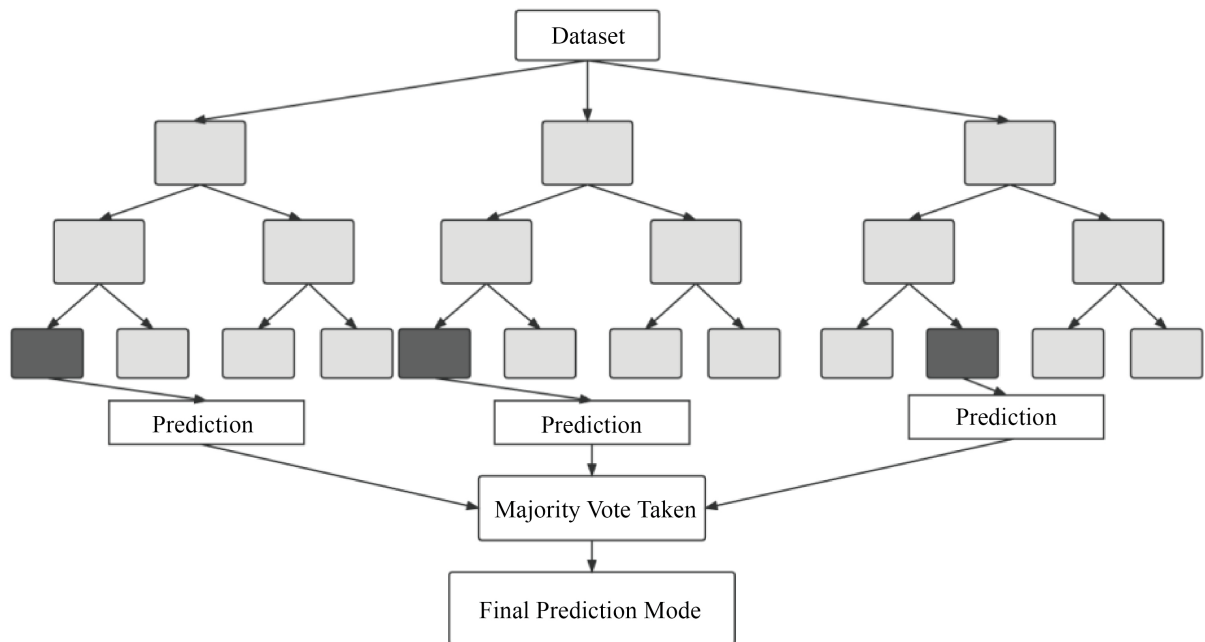 Dataset
Prediction
Prediction
Prediction
Majority Vote Taken
Final Prediction Mode